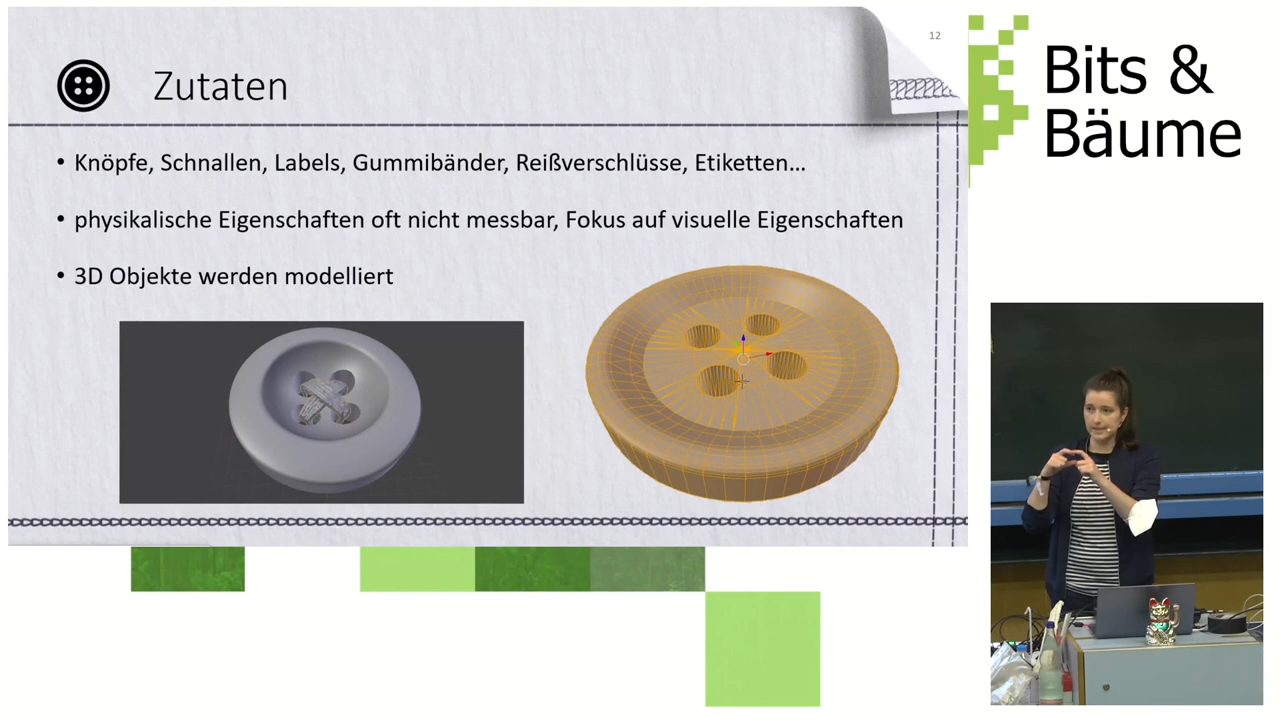 12
Zutaten
• Knöpfe, Schnallen, Labels, Gummibänder, Reißverschlüsse, Etiketten…
• physikalische Eigenschaften oft nicht messbar, Fokus auf visuelle Eigenschaften
• 3D Objekte werden modelliert
Bits &
Bäume